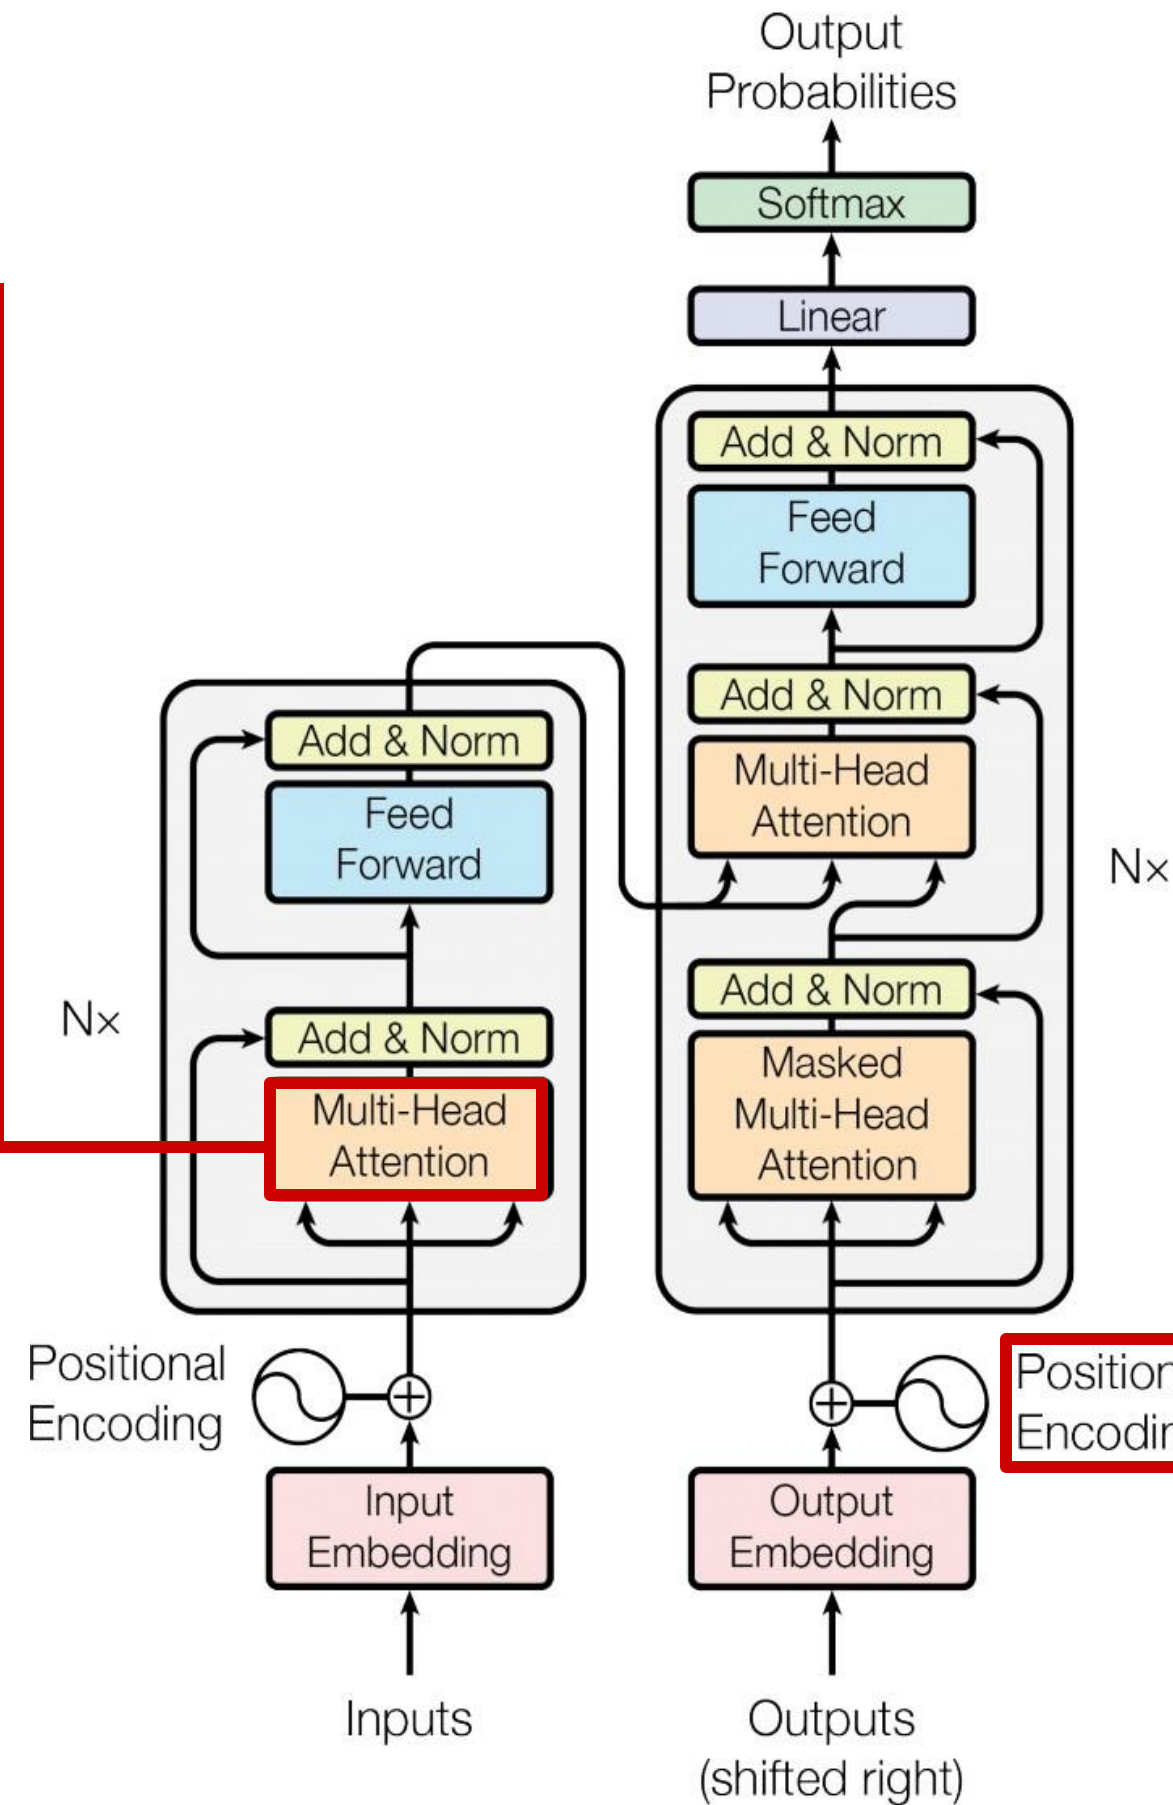 Output
Probabilities
Softmax
Linear
Add & Norm
Feed
Forward
Add & Norm
Multi-Head
Attention
N×
Add & Norm
Masked
Multi-Head
Attention
Add & Norm
Feed
Forward
N×
Add & Norm
Multi-Head
Attention
Positional
Encoding
Input
Embedding
Inputs
Position
Encodin
Output
Embedding
Outputs
(shifted right)